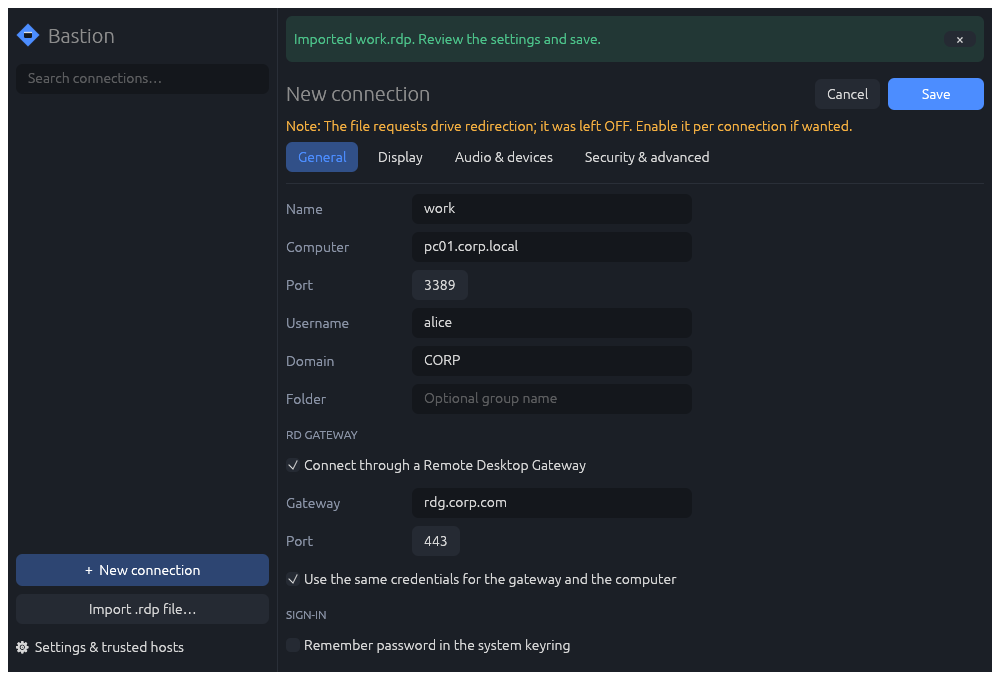 Bastion
Search connections...
+ New connection
Import .rdp file...
Settings & trusted hosts
Imported work.rdp. Review the settings and save.
×
New connection
Cancel
Save
Note: The file requests drive redirection; it was left OFF. Enable it per connection if wanted.
General Display Audio & devices Security & advanced
Name work
Computer pc01.corp.local
Port 3389
Username alice
Domain CORP
Folder Optional group name
RD GATEWAY
Connect through a Remote Desktop Gateway
Gateway rdg.corp.com
Port 443
Use the same credentials for the gateway and the computer
SIGN-IN
Remember password in the system keyring